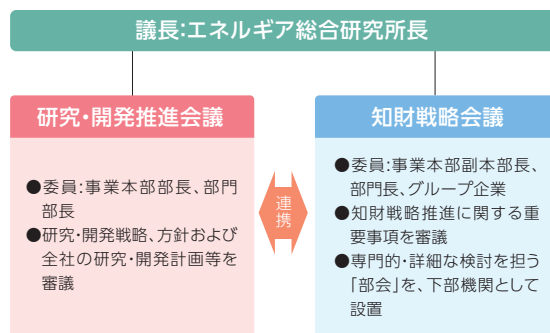 議長:エネルギア総合研究所長
研究・開発推進会議
●委員:事業本部部長、部門
部長
●研究・開発戦略、方針および
全社の研究・開発計画等を
審議
連携
知財戦略会議
●委員:事業本部副本部長、
部門長、グループ企業
●知財戦略推進に関する重
要事項を審議
●専門的・詳細な検討を担う
「部会」を、下部機関として
設置